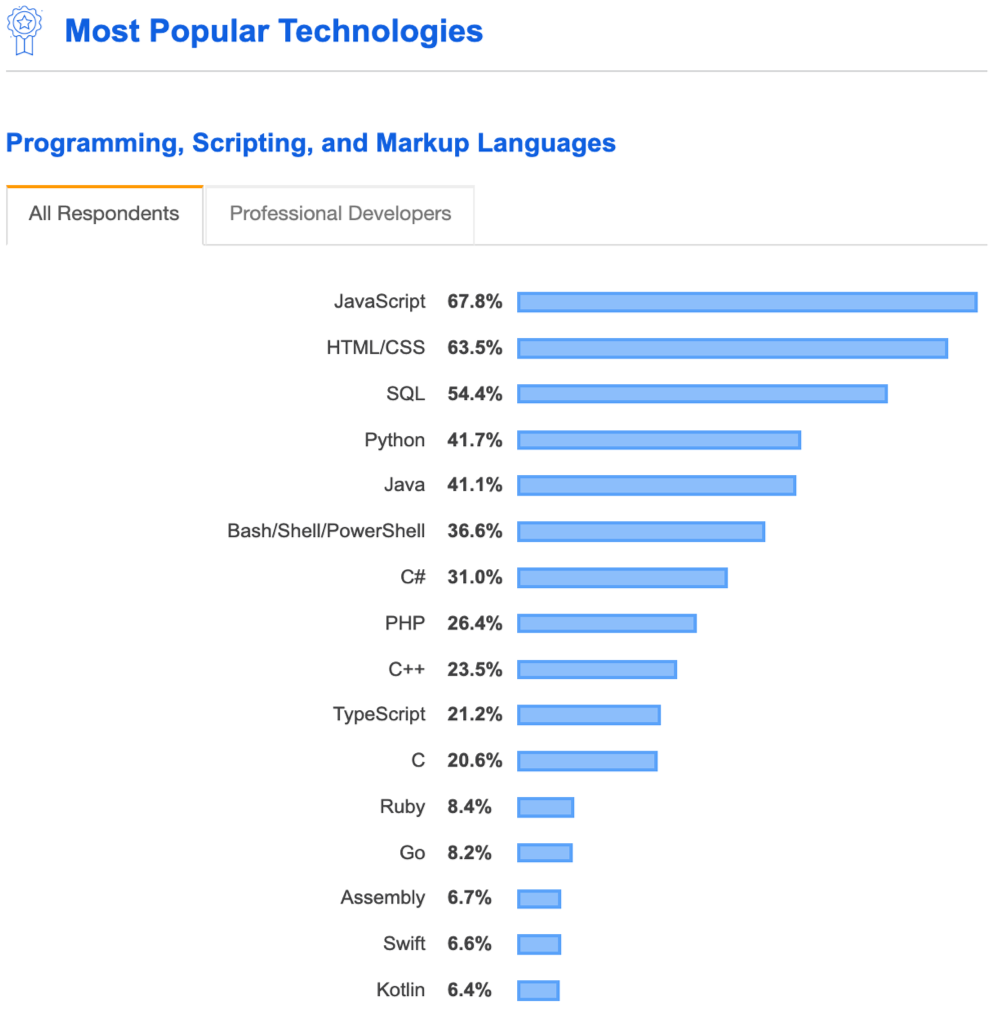 Most Popular Technologies
Programming, Scripting, and Markup Languages
All Respondents Professional Developers
JavaScript 67.8%
HTML/CSS 63.5%
SQL 54.4%
Python 41.7%
Java 41.1%
Bash/Shell/PowerShell 36.6%
C# 31.0%
PHP 26.4%
C++ 23.5%
TypeScript 21.2%
C 20.6%
Ruby 8.4%
Go 8.2%
Assembly 6.7%
Swift 6.6%
Kotlin 6.4%